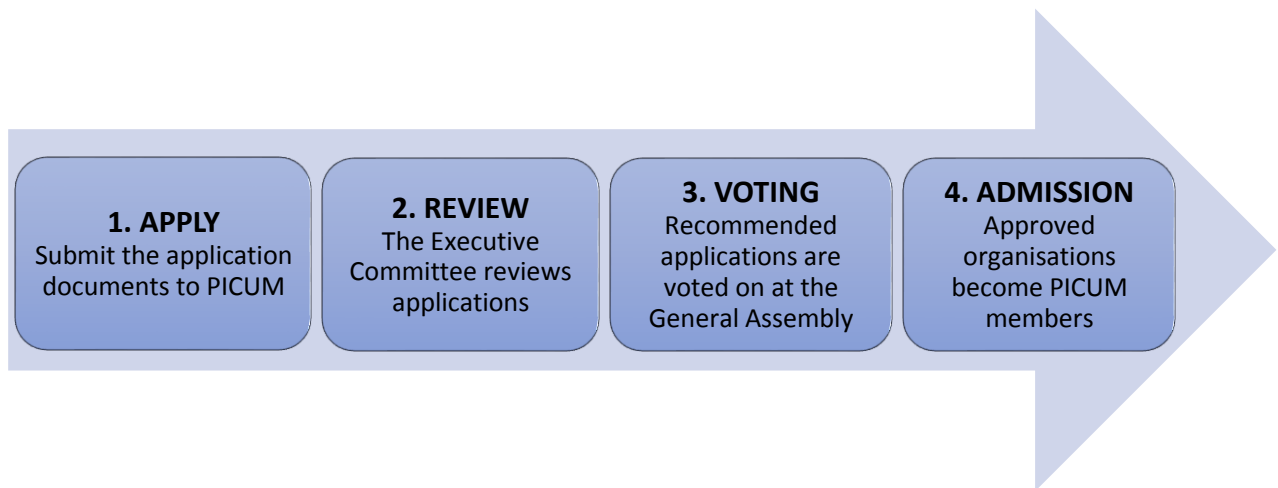 1. APPLY
Submit the application
documents to PICUM
2. REVIEW
The Executive
Committee reviews
applications
3. VOTING
Recommended
applications are
voted on at the
General Assembly
4. ADMISSION
Approved
organisations
become PICUM
members